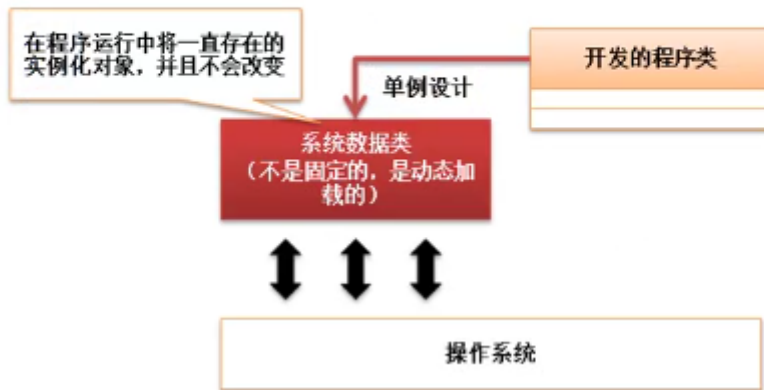 在程序运行中将一直存在的
实例化对象，并且不会改变
开发的程序类
单例设计
系统数据类
（不是固定的，是动态加
载的）
操作系统